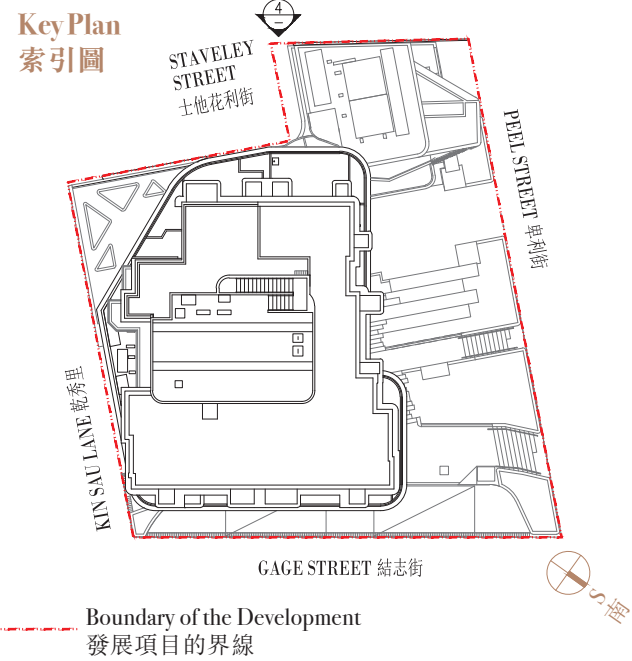 Key Plan
索引圖
4
STAVELEY
STREET
士他花利街
PEEL STREET 卑利街
KIN SAU LANE 乾秀里
GAGE STREET 結志街
S 南
Boundary of the Development
發展項目的界線